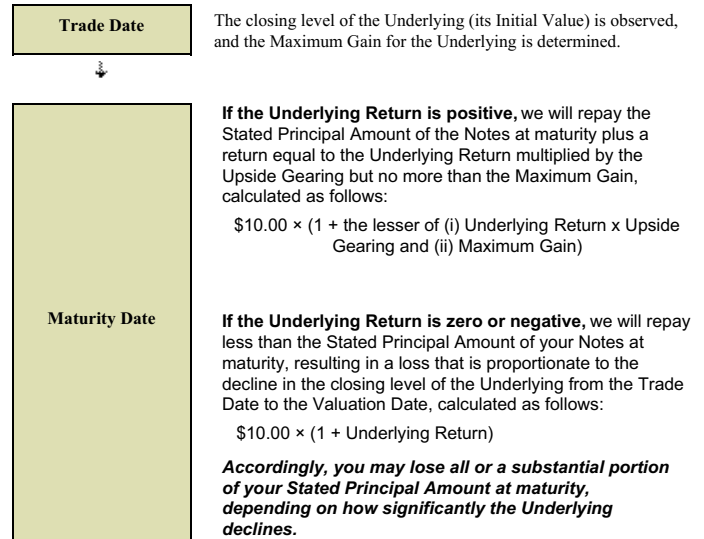 Trade Date
The closing level of the Underlying (its Initial Value) is observed,
and the Maximum Gain for the Underlying is determined.
Maturity Date
If the Underlying Return is positive, we will repay the
Stated Principal Amount of the Notes at maturity plus a
return equal to the Underlying Return multiplied by the
Upside Gearing but no more than the Maximum Gain,
calculated as follows:
$10.00 × (1 + the lesser of (i) Underlying Return x Upside
Gearing and (ii) Maximum Gain)
If the Underlying Return is zero or negative, we will repay
less than the Stated Principal Amount of your Notes at
maturity, resulting in a loss that is proportionate to the
decline in the closing level of the Underlying from the Trade
Date to the Valuation Date, calculated as follows:
$10.00 × (1 + Underlying Return)
Accordingly, you may lose all or a substantial portion
of your Stated Principal Amount at maturity,
depending on how significantly the Underlying
declines.